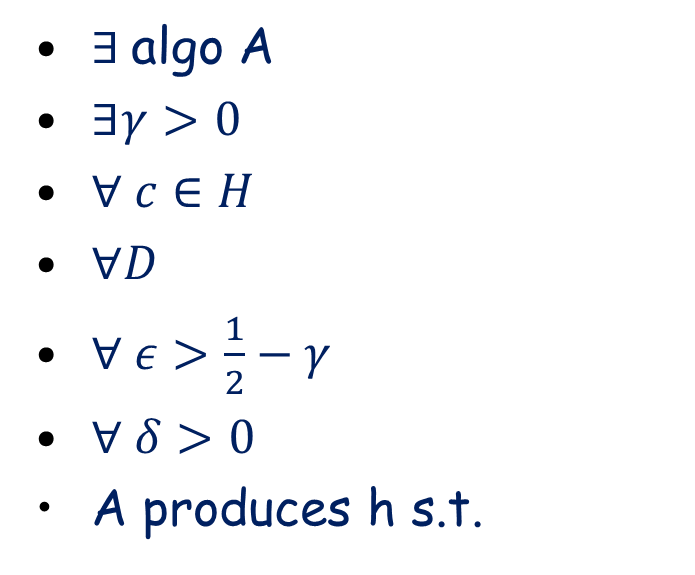 • ∃ algo A
• ∃γ > 0
• ∀ c ∈ H
• ∀D
• ∀ ϵ > 1/2 − γ
• ∀ δ > 0
• A produces h s.t.